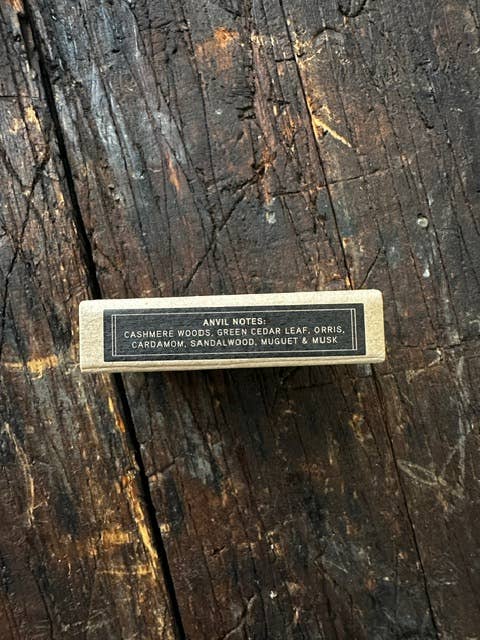 ANVIL NOTES:
CASHMERE WOODS, GREEN CEDAR LEAF, ORRIS,
CARDAMOM, SANDALWOOD, MUGUET & MUSK